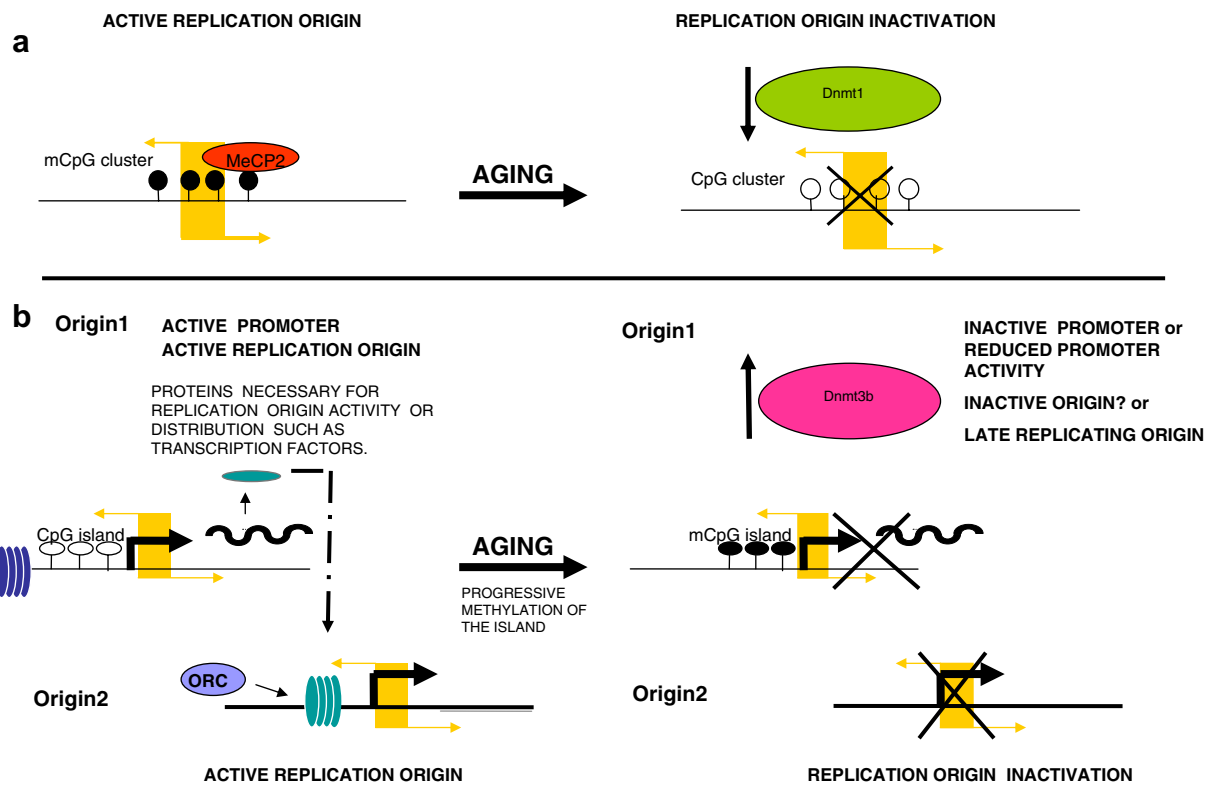 ACTIVE REPLICATION ORIGIN
REPLICATION ORIGIN INACTIVATION
a
Dnmt1
mCpG cluster
MeCP2
AGING
CpG cluster
b
Origin1
ACTIVE PROMOTER
ACTIVE REPLICATION ORIGIN
PROTEINS NECESSARY FOR
REPLICATION ORIGIN ACTIVITY OR
DISTRIBUTION SUCH AS
TRANSCRIPTION FACTORS.
Origin1
Dnmt3b
INACTIVE PROMOTER or
REDUCED PROMOTER
ACTIVITY
INACTIVE ORIGIN? or
LATE REPLICATING ORIGIN
CpG island
AGING
PROGRESSIVE
METHYLATION OF
THE ISLAND
mCpG island
Origin2
ORC
Origin2
ACTIVE REPLICATION ORIGIN
REPLICATION ORIGIN INACTIVATION